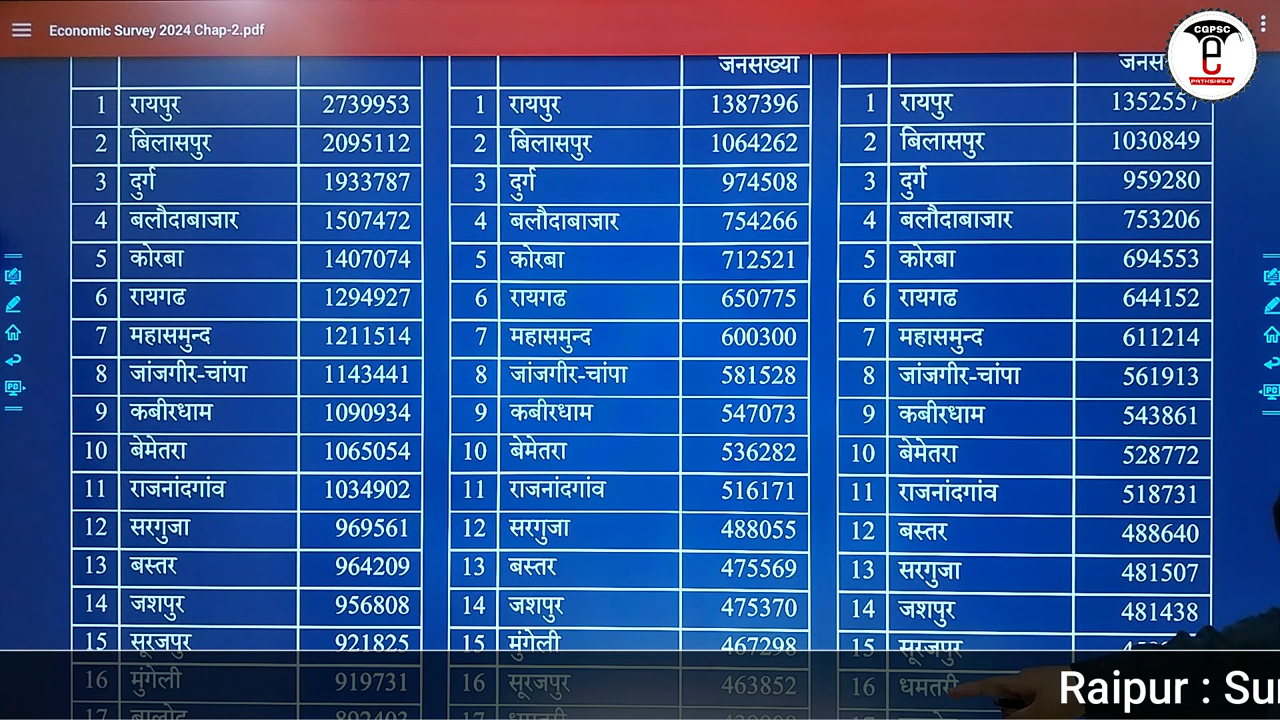 Economic Survey 2024 Chap-2.pdf
CGPSC
e
PATHSHALA
जनसंख्या
1 रायपुर 2739953 1 रायपुर 1387396 1 रायपुर 1352557
2 बिलासपुर 2095112 2 बिलासपुर 1064262 2 बिलासपुर 1030849
3 दुर्ग 1933787 3 दुर्ग 974508 3 दुर्ग 959280
4 बलौदाबाजार 1507472 4 बलौदाबाजार 754266 4 बलौदाबाजार 753206
5 कोरबा 1407074 5 कोरबा 712521 5 कोरबा 694553
6 रायगढ 1294927 6 रायगढ 650775 6 रायगढ 644152
7 महासमुन्द 1211514 7 महासमुन्द 600300 7 महासमुन्द 611214
8 जांजगीर-चांपा 1143441 8 जांजगीर-चांपा 581528 8 जांजगीर-चांपा 561913
9 कबीरधाम 1090934 9 कबीरधाम 547073 9 कबीरधाम 543861
10 बेमेतरा 1065054 10 बेमेतरा 536282 10 बेमेतरा 528772
11 राजनांदगांव 1034902 11 राजनांदगांव 516171 11 राजनांदगांव 518731
12 सरगुजा 969561 12 सरगुजा 488055 12 बस्तर 488640
13 बस्तर 964209 13 बस्तर 475569 13 सरगुजा 481507
14 जशपुर 956808 14 जशपुर 475370 14 जशपुर 481438
15 सूरजपुर 921825 15 मुंगेली 467298 15 सूरजपुर
16 मुंगेली 919731 16 सूरजपुर 463852 16 धमतरी
17 बालोद 17 धमतरी
Raipur : Su
PC
PC